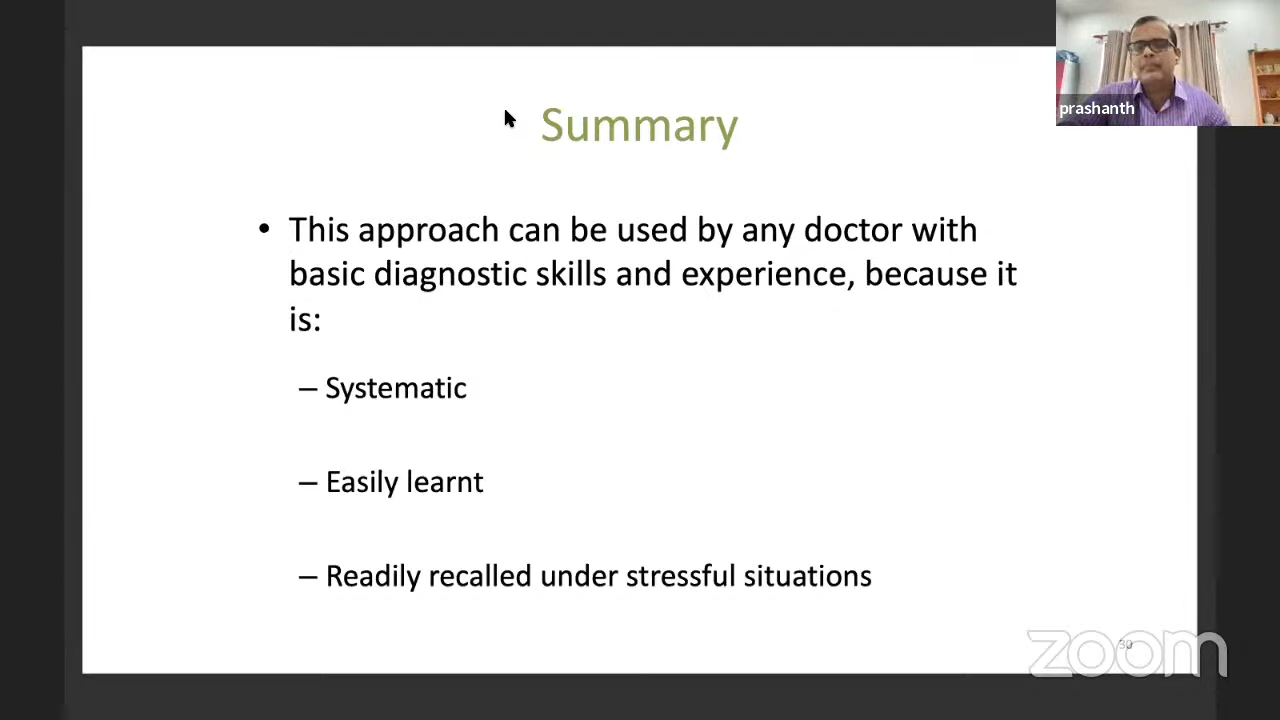 prashanth
Summary
• This approach can be used by any doctor with
basic diagnostic skills and experience, because it
is:
– Systematic
– Easily learnt
– Readily recalled under stressful situations
30
zoom